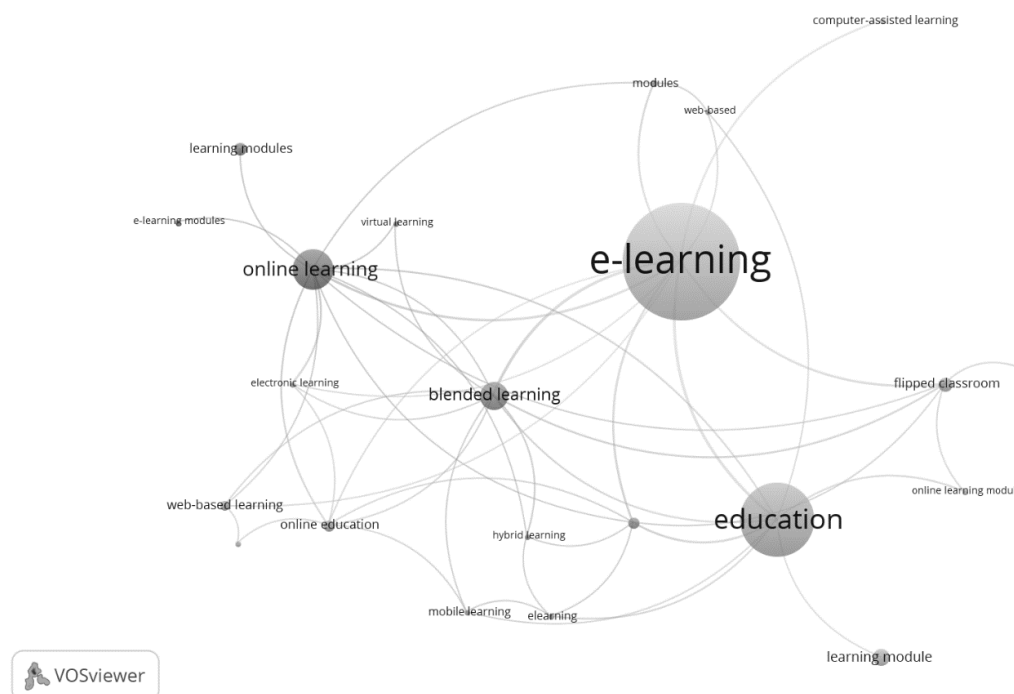 computer-assisted learning
modules
web-based
learning modules
e-learning modules
virtual learning
e-learning
online learning
electronic learning
flipped classroom
blended learning
online learning modul
web-based learning
online education
education
hybrid learning
mobile learning
elearning
learning module
VOSviewer